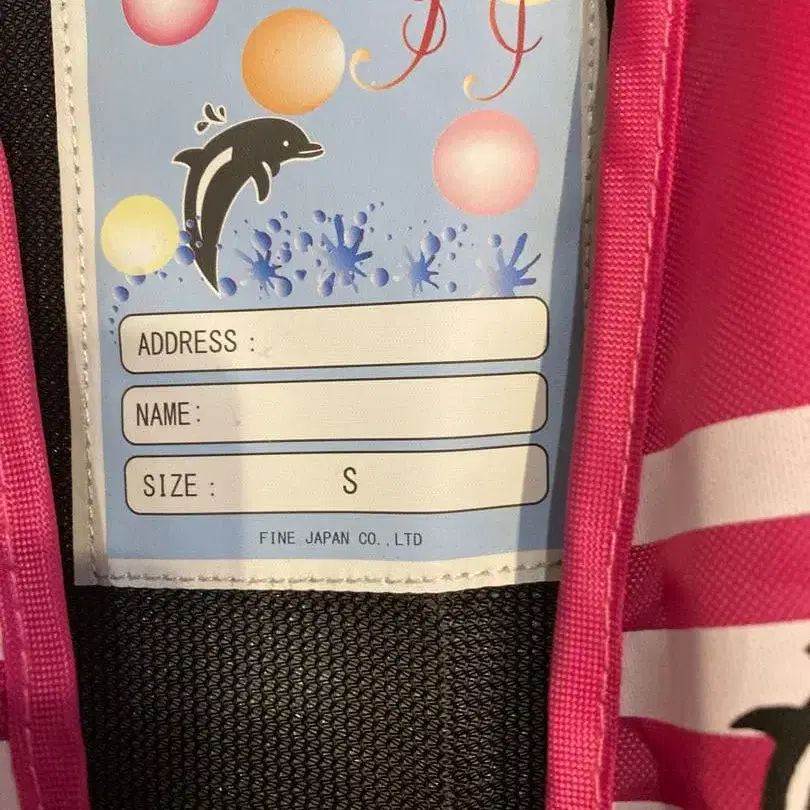 ADDRESS :
NAME:
SIZE : S
FINE JAPAN CO.,LTD